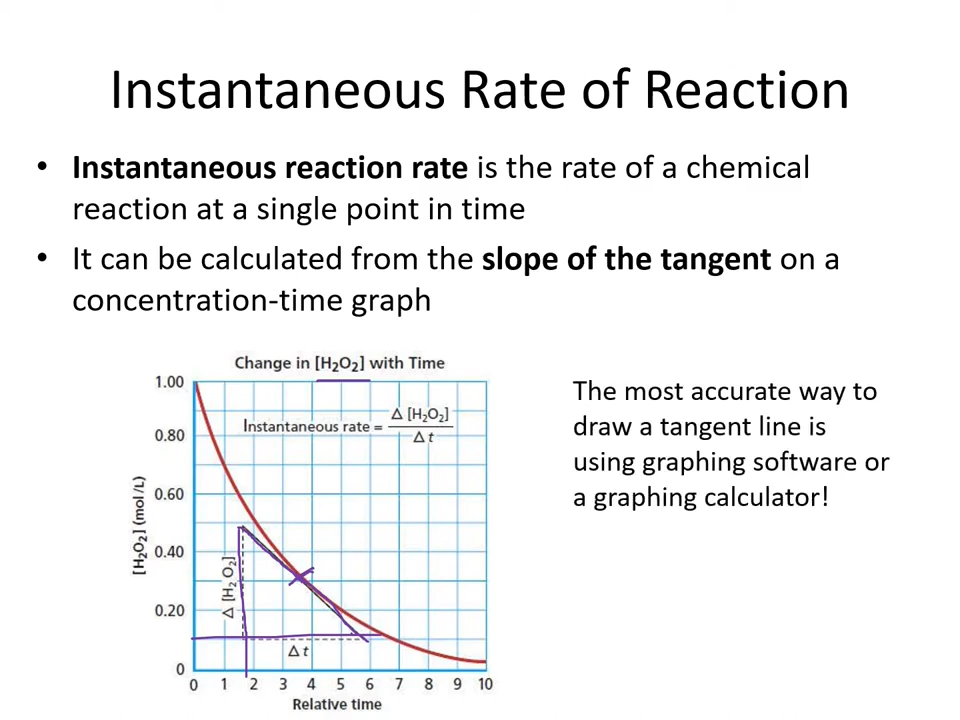 Instantaneous Rate of Reaction
• Instantaneous reaction rate is the rate of a chemical
reaction at a single point in time
• It can be calculated from the slope of the tangent on a
concentration-time graph
Change in [H₂O₂] with Time
1.00
0.80
0.60
0.40
0.20
0
[H₂O₂] (mol/L)
Instantaneous rate = Δ [H₂O₂] / Δ t
Δ [H₂ O₂]
Δ t
0 1 2 3 4 5 6 7 8 9 10
Relative time
The most accurate way to
draw a tangent line is
using graphing software or
a graphing calculator!